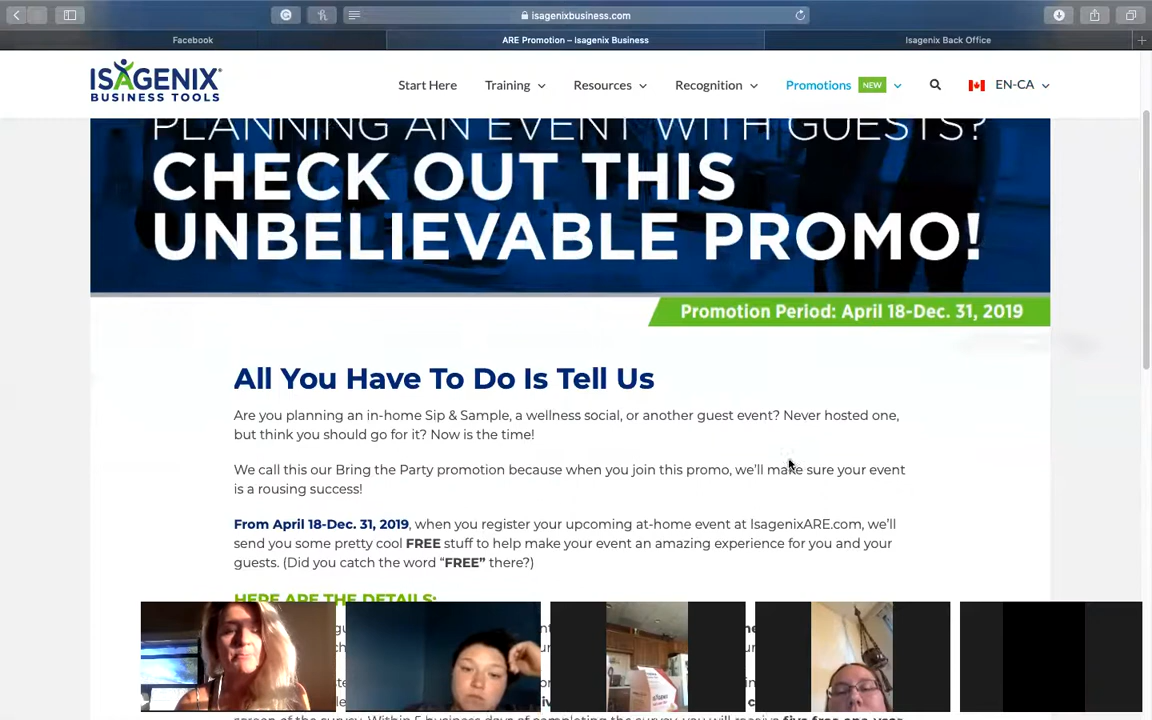 isagenixbusiness.com
Facebook
ARE Promotion – Isagenix Business
Isagenix Back Office
ISAGENIX
BUSINESS TOOLS
Start Here
Training
Resources
Recognition
Promotions NEW
EN-CA
PLANNING AN EVENT WITH GUESTS?
CHECK OUT THIS
UNBELIEVABLE PROMO!
Promotion Period: April 18-Dec. 31, 2019
All You Have To Do Is Tell Us
Are you planning an in-home Sip & Sample, a wellness social, or another guest event? Never hosted one,
but think you should go for it? Now is the time!
We call this our Bring the Party promotion because when you join this promo, we'll make sure your event
is a rousing success!
From April 18-Dec. 31, 2019, when you register your upcoming at-home event at IsagenixARE.com, we'll
send you some pretty cool FREE stuff to help make your event an amazing experience for you and your
guests. (Did you catch the word “FREE” there?)
HERE ARE THE DETAILS: